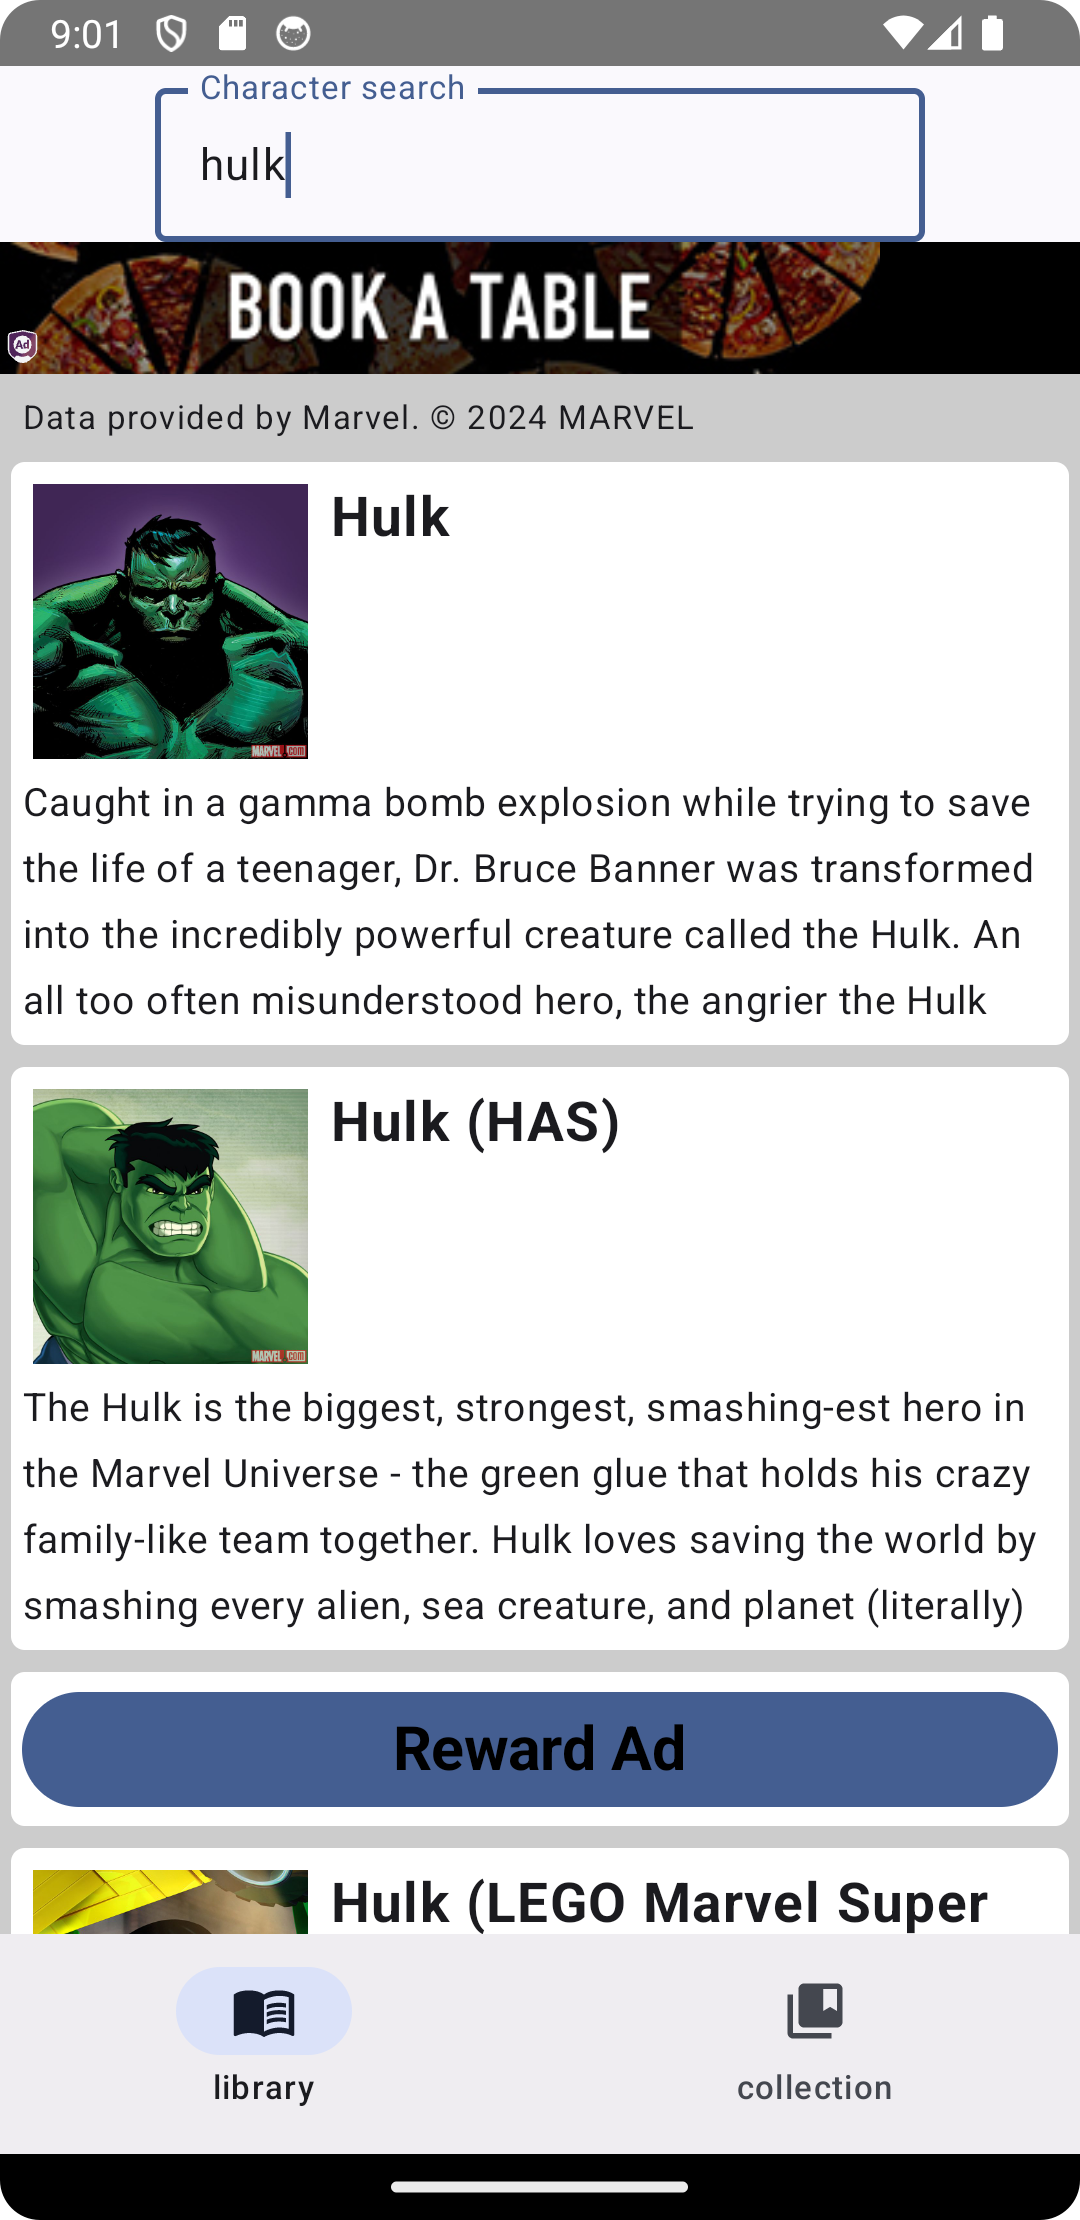 9:01
Character search
hulk
BOOK A TABLE
Ad
Data provided by Marvel. © 2024 MARVEL
Hulk
MARVEL.COM
Caught in a gamma bomb explosion while trying to save
the life of a teenager, Dr. Bruce Banner was transformed
into the incredibly powerful creature called the Hulk. An
all too often misunderstood hero, the angrier the Hulk
Hulk (HAS)
MARVEL.COM
The Hulk is the biggest, strongest, smashing-est hero in
the Marvel Universe - the green glue that holds his crazy
family-like team together. Hulk loves saving the world by
smashing every alien, sea creature, and planet (literally)
Reward Ad
Hulk (LEGO Marvel Super
library
collection